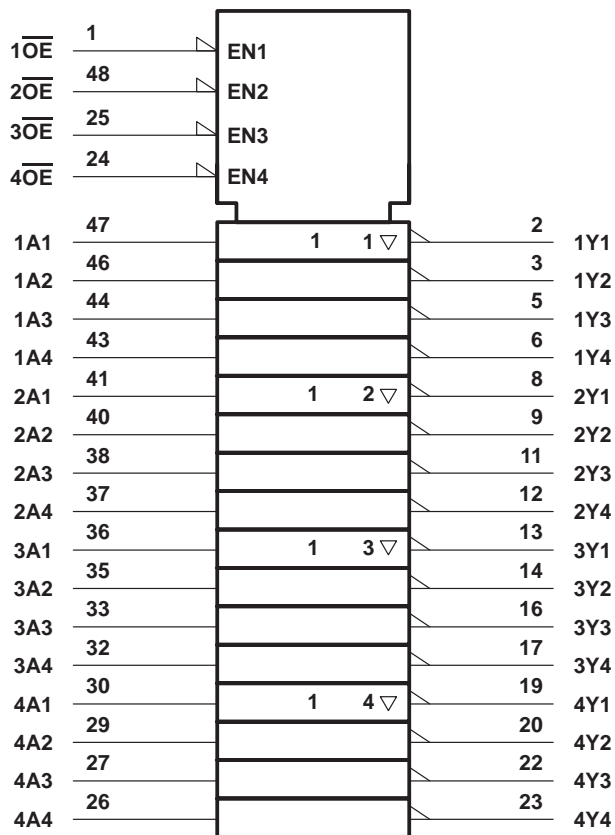 1O̅E̅ 1 EN1
2O̅E̅ 48 EN2
3O̅E̅ 25 EN3
4O̅E̅ 24 EN4
1A1 47 1 1 ▽ 2 1Y1
1A2 46 3 1Y2
1A3 44 5 1Y3
1A4 43 6 1Y4
2A1 41 1 2 ▽ 8 2Y1
2A2 40 9 2Y2
2A3 38 11 2Y3
2A4 37 12 2Y4
3A1 36 1 3 ▽ 13 3Y1
3A2 35 14 3Y2
3A3 33 16 3Y3
3A4 32 17 3Y4
4A1 30 1 4 ▽ 19 4Y1
4A2 29 20 4Y2
4A3 27 22 4Y3
4A4 26 23 4Y4